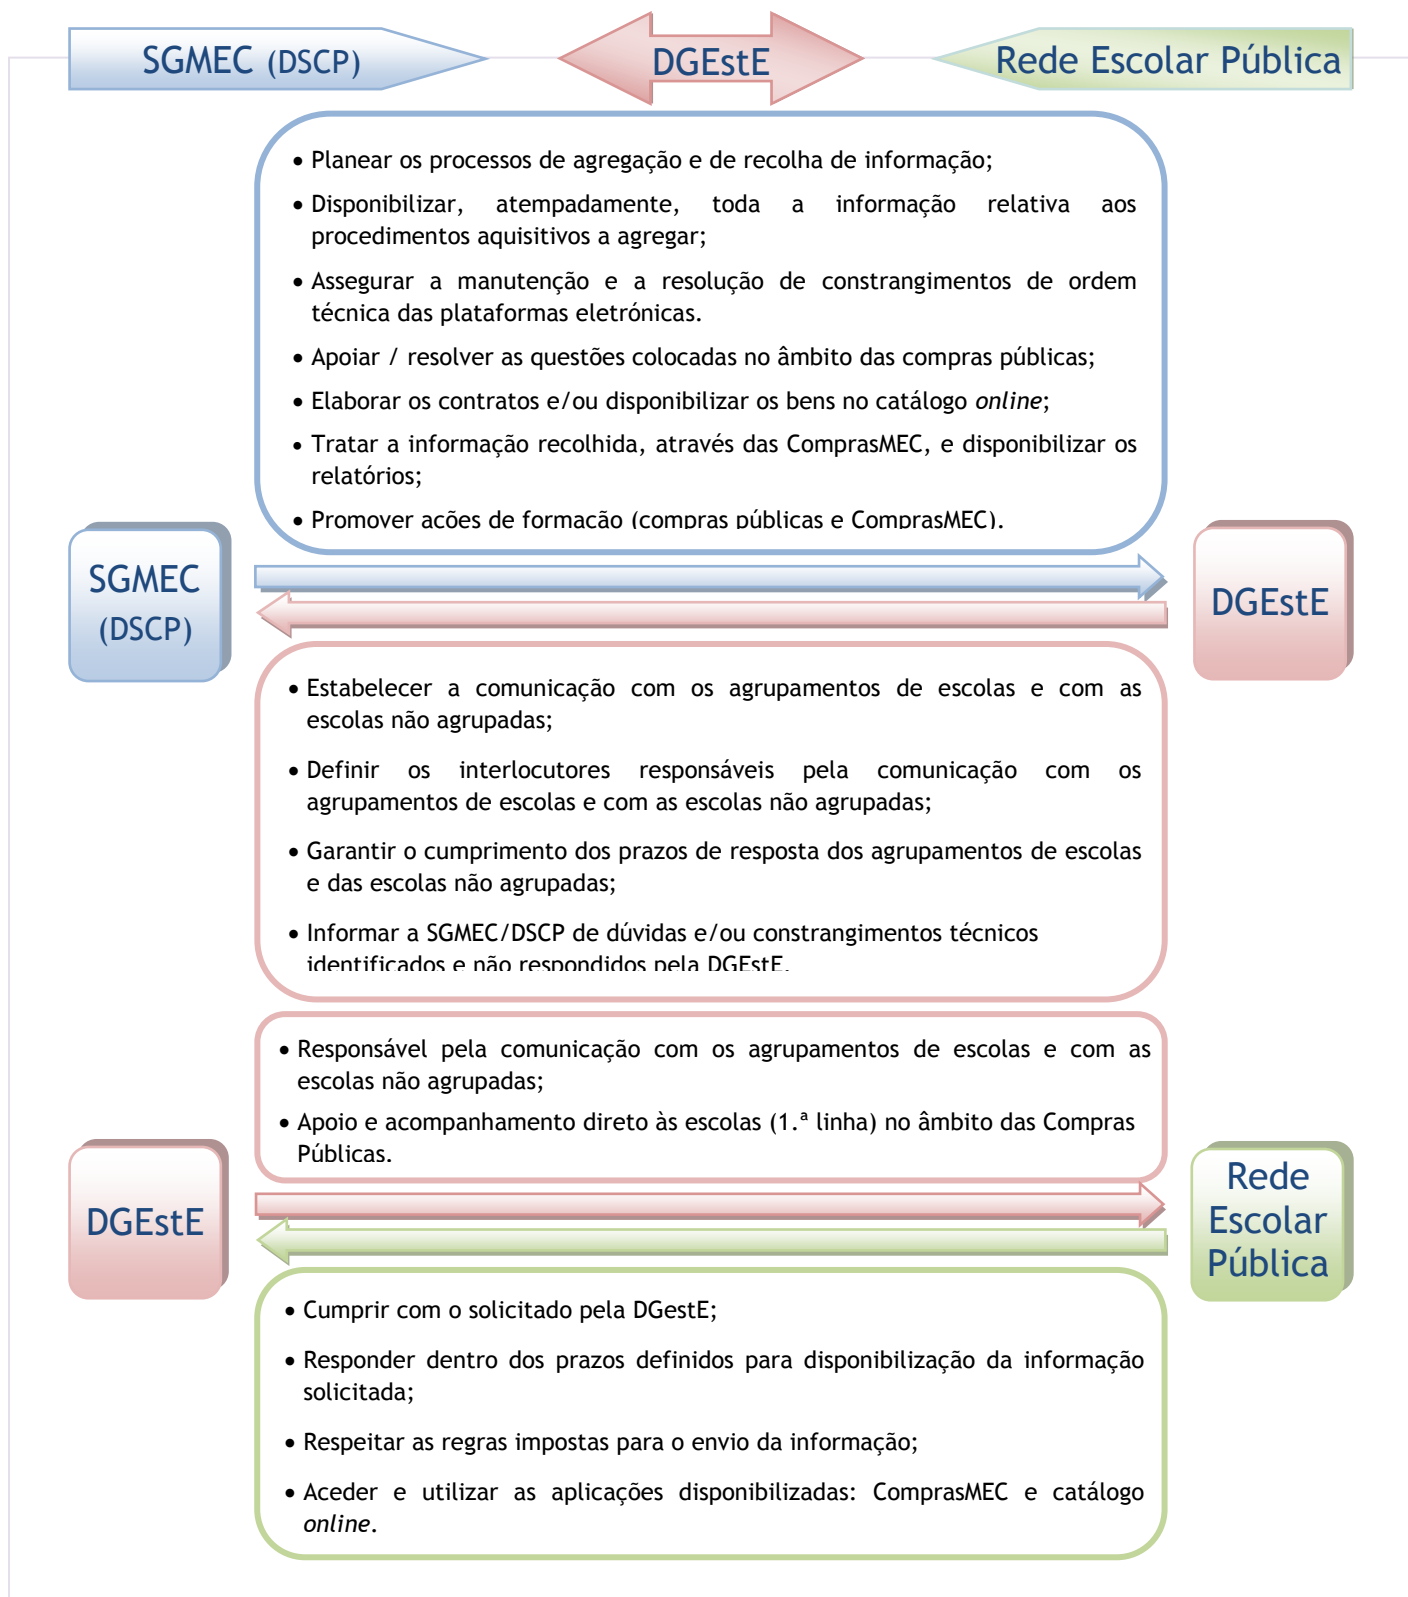 SGMEC (DSCP)
DGEstE
Rede Escolar Pública
• Planear os processos de agregação e de recolha de informação;
• Disponibilizar, atempadamente, toda a informação relativa aos
procedimentos aquisitivos a agregar;
• Assegurar a manutenção e a resolução de constrangimentos de ordem
técnica das plataformas eletrónicas.
• Apoiar / resolver as questões colocadas no âmbito das compras públicas;
• Elaborar os contratos e/ou disponibilizar os bens no catálogo online;
• Tratar a informação recolhida, através das ComprasMEC, e disponibilizar os
relatórios;
• Promover ações de formação (compras públicas e ComprasMEC).
SGMEC
(DSCP)
DGEstE
• Estabelecer a comunicação com os agrupamentos de escolas e com as
escolas não agrupadas;
• Definir os interlocutores responsáveis pela comunicação com os
agrupamentos de escolas e com as escolas não agrupadas;
• Garantir o cumprimento dos prazos de resposta dos agrupamentos de escolas
e das escolas não agrupadas;
• Informar a SGMEC/DSCP de dúvidas e/ou constrangimentos técnicos
identificados e não respondidos pela DGEstE.
• Responsável pela comunicação com os agrupamentos de escolas e com as
escolas não agrupadas;
• Apoio e acompanhamento direto às escolas (1.ª linha) no âmbito das Compras
Públicas.
DGEstE
Rede
Escolar
Pública
• Cumprir com o solicitado pela DGestE;
• Responder dentro dos prazos definidos para disponibilização da informação
solicitada;
• Respeitar as regras impostas para o envio da informação;
• Aceder e utilizar as aplicações disponibilizadas: ComprasMEC e catálogo
online.